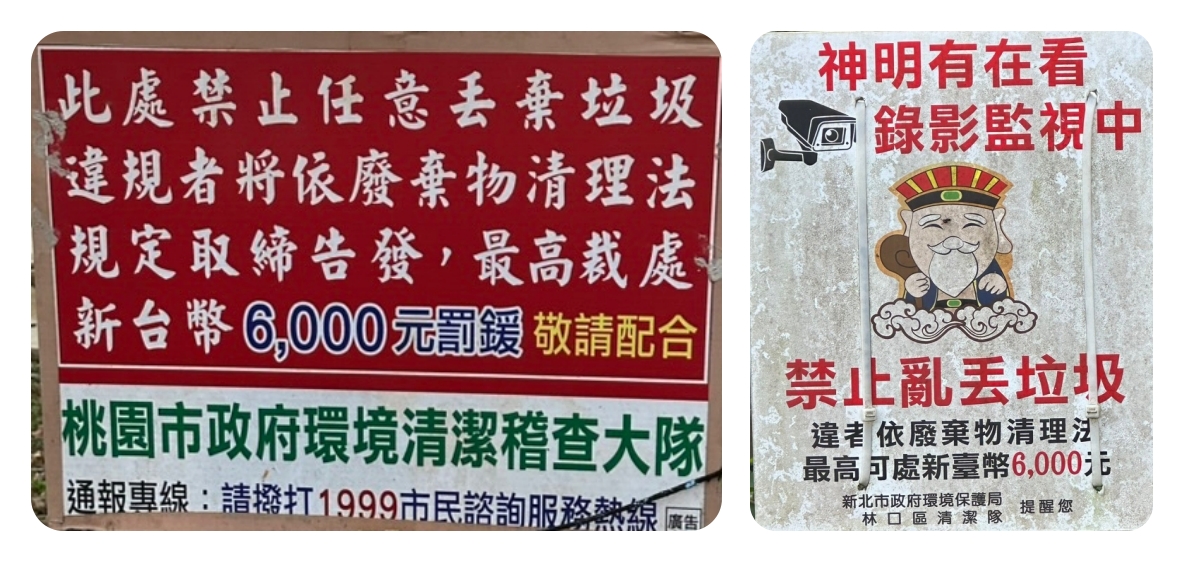 此處禁止任意丟棄垃圾
違規者將依廢棄物清理法
規定取締告發，最高裁處
新台幣6,000元罰鍰 敬請配合
桃園市政府環境清潔稽查大隊
通報專線：請撥打1999市民諮詢服務熱線 廣告
神明有在看
錄影監視中
禁止亂丟垃圾
違者依廢棄物清理法
最高可處新臺幣6,000元
新北市政府環境保護局
林口區清潔隊 提醒您